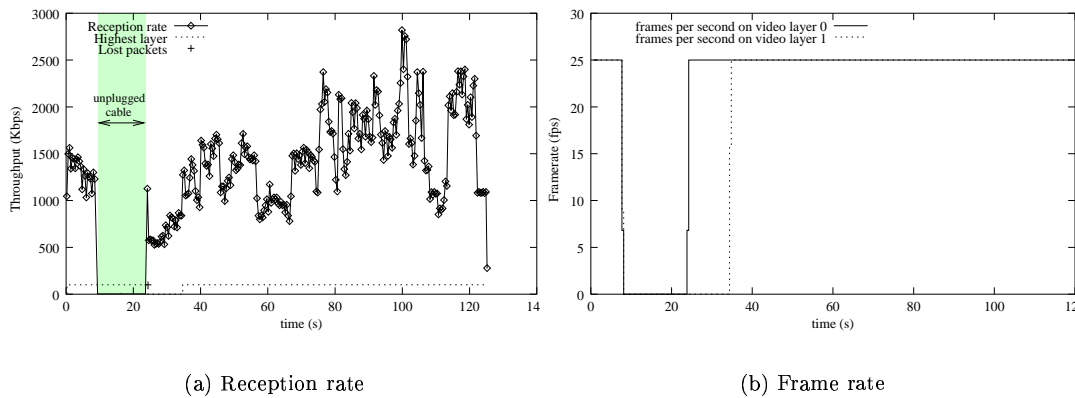 3000
2500
2000
1500
1000
500
0
Throughput (Kbps)
Reception rate
Highest layer
Lost packets
unplugged
cable
0 20 40 60 80 100 120 14
time (s)
(a) Reception rate
30
25
20
15
10
5
0
Framerate (fps)
frames per second on video layer 0
frames per second on video layer 1
0 20 40 60 80 100 120
time (s)
(b) Frame rate